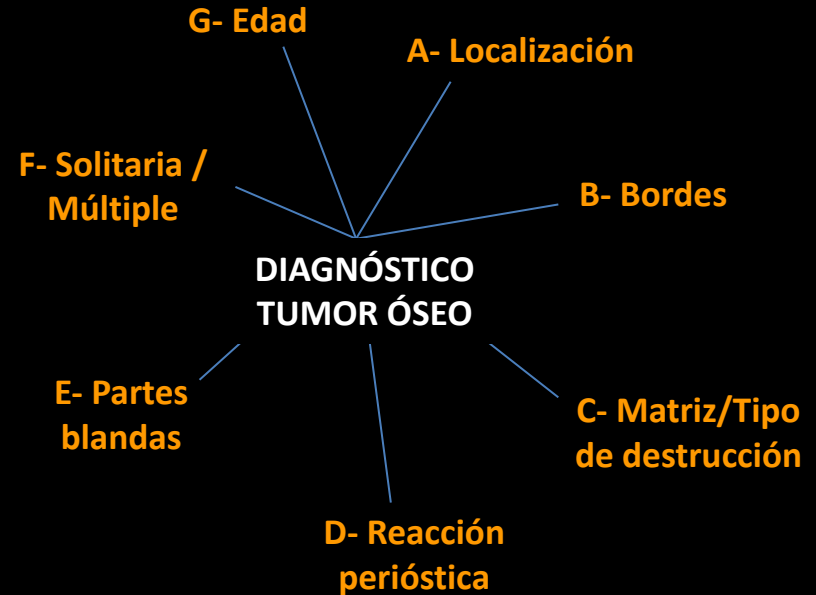 G- Edad
A- Localización
F- Solitaria /
Múltiple
B- Bordes
DIAGNÓSTICO
TUMOR ÓSEO
E- Partes
blandas
C- Matriz/Tipo
de destrucción
D- Reacción
perióstica